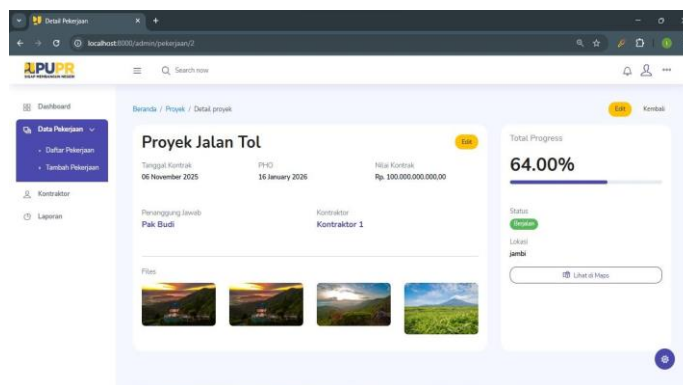 Detail Pekerjaan
localhost:8000/admin/pekerjaan/2
PUPR
SIGAP MEMBANGUN NEGERI
Search now
Dashboard
Data Pekerjaan
Daftar Pekerjaan
Tambah Pekerjaan
Kontraktor
Laporan
Beranda / Proyek / Detail proyek
Edit
Kembali
Proyek Jalan Tol
Edit
Tanggal Kontrak
PHO
Nilai Kontrak
06 November 2025
16 January 2026
Rp. 100.000.000.000,00
Penanggung Jawab
Kontraktor
Pak Budi
Kontraktor 1
Files
Total Progress
64.00%
Status
Berjalan
Lokasi
jambi
Lihat di Maps